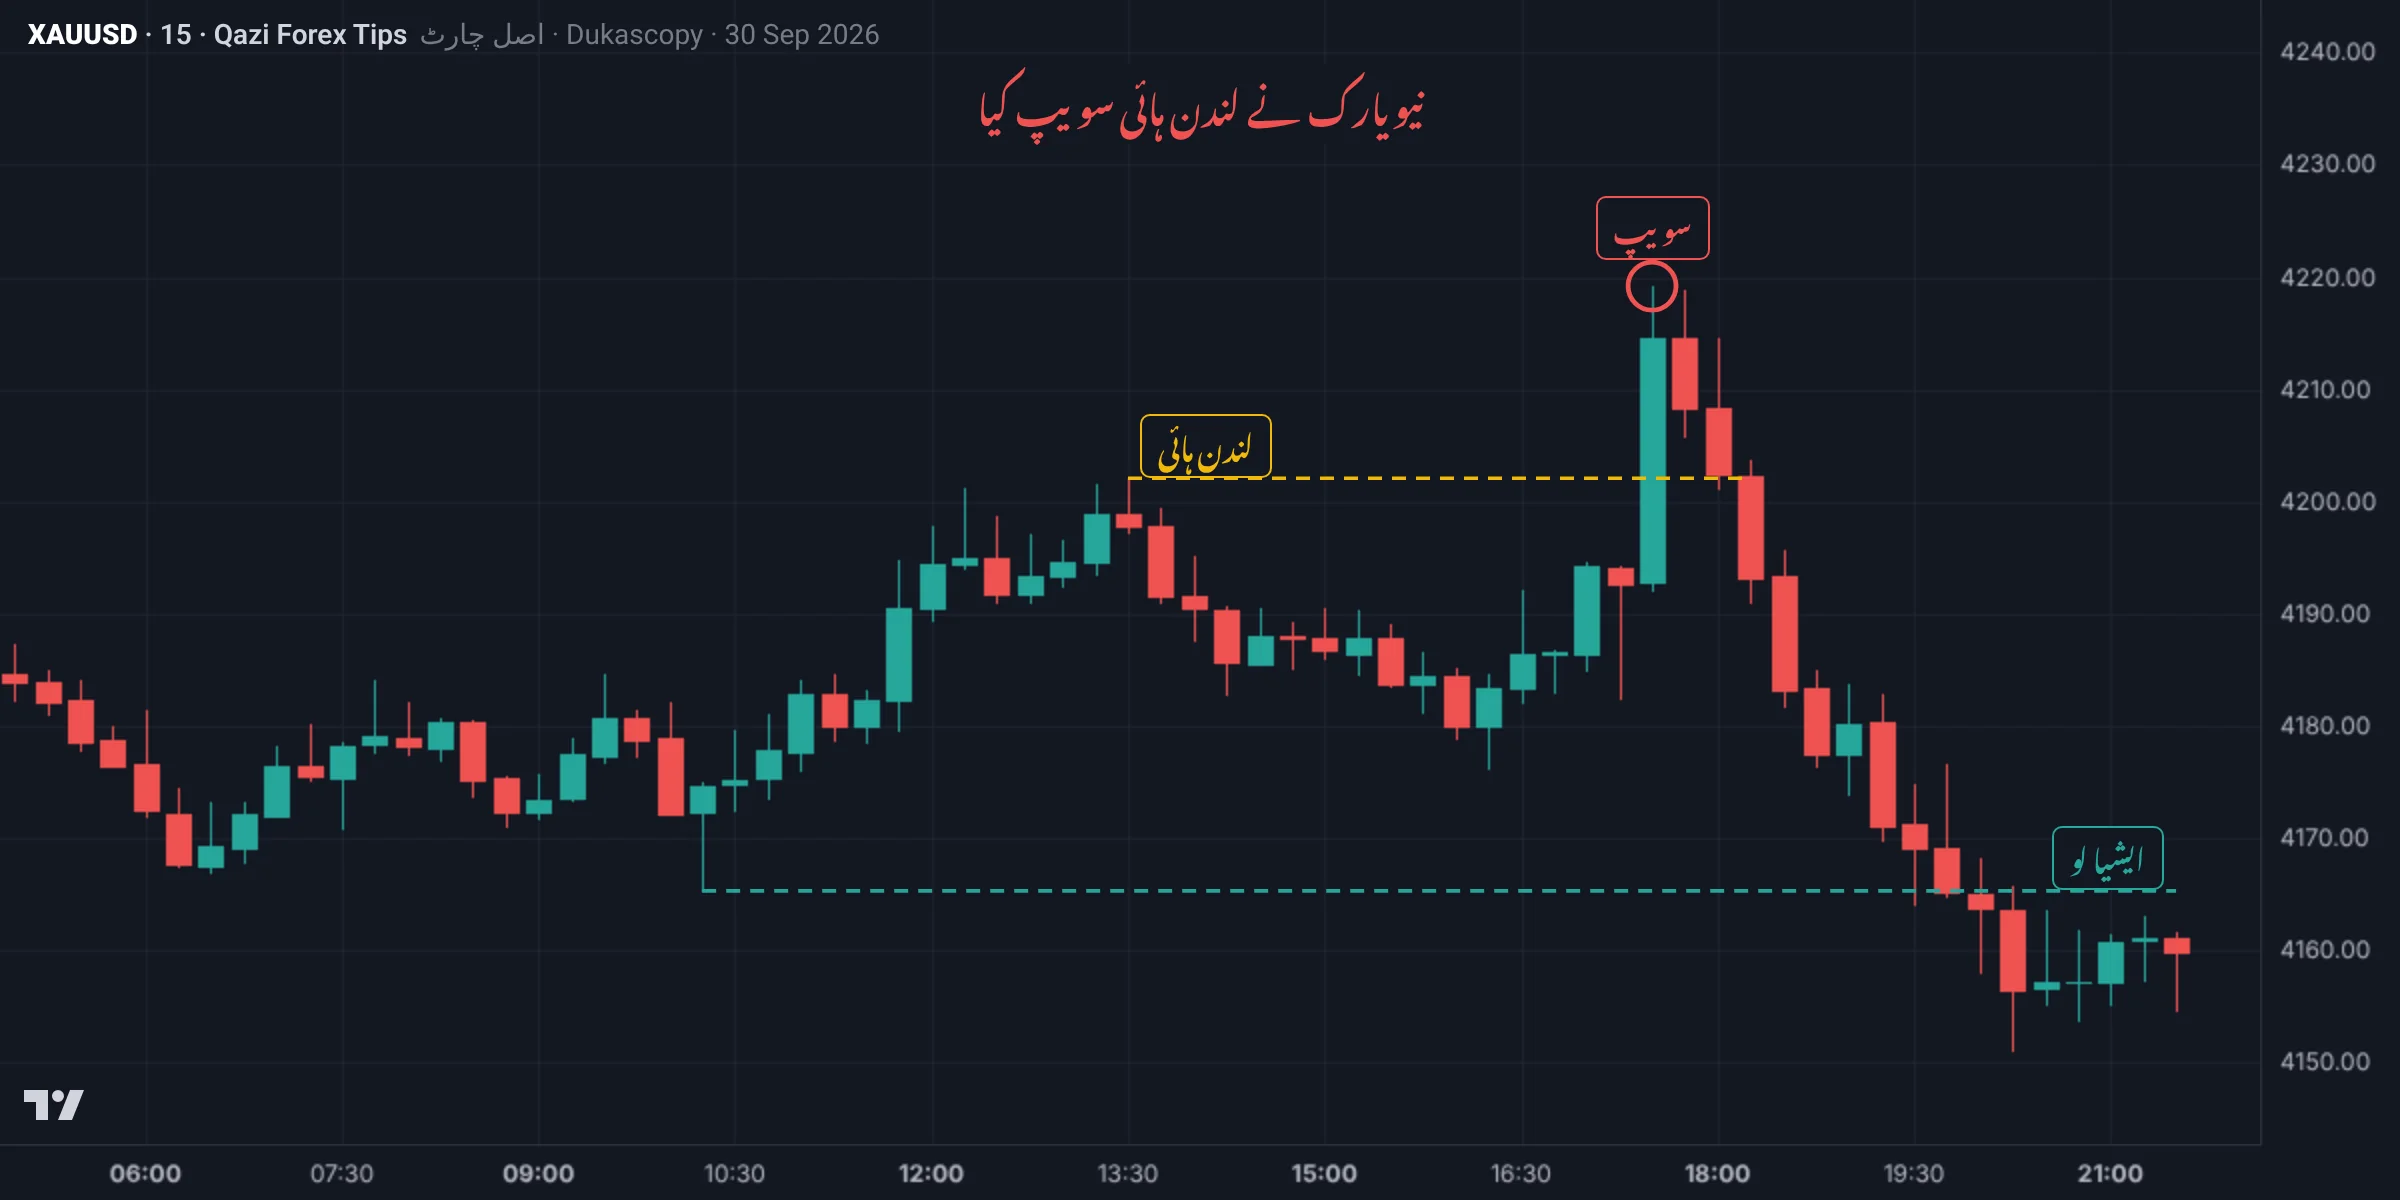 XAUUSD · 15 · Qazi Forex Tips اصل چارٹ · Dukascopy · 30 Sep 2026
نیویارک نے لندن ہائی سویپ کیا
سویپ
لندن ہائی
ایشیا لو
4240.00
4230.00
4220.00
4210.00
4200.00
4190.00
4180.00
4170.00
4160.00
4150.00
06:00 07:30 09:00 10:30 12:00 13:30 15:00 16:30 18:00 19:30 21:00